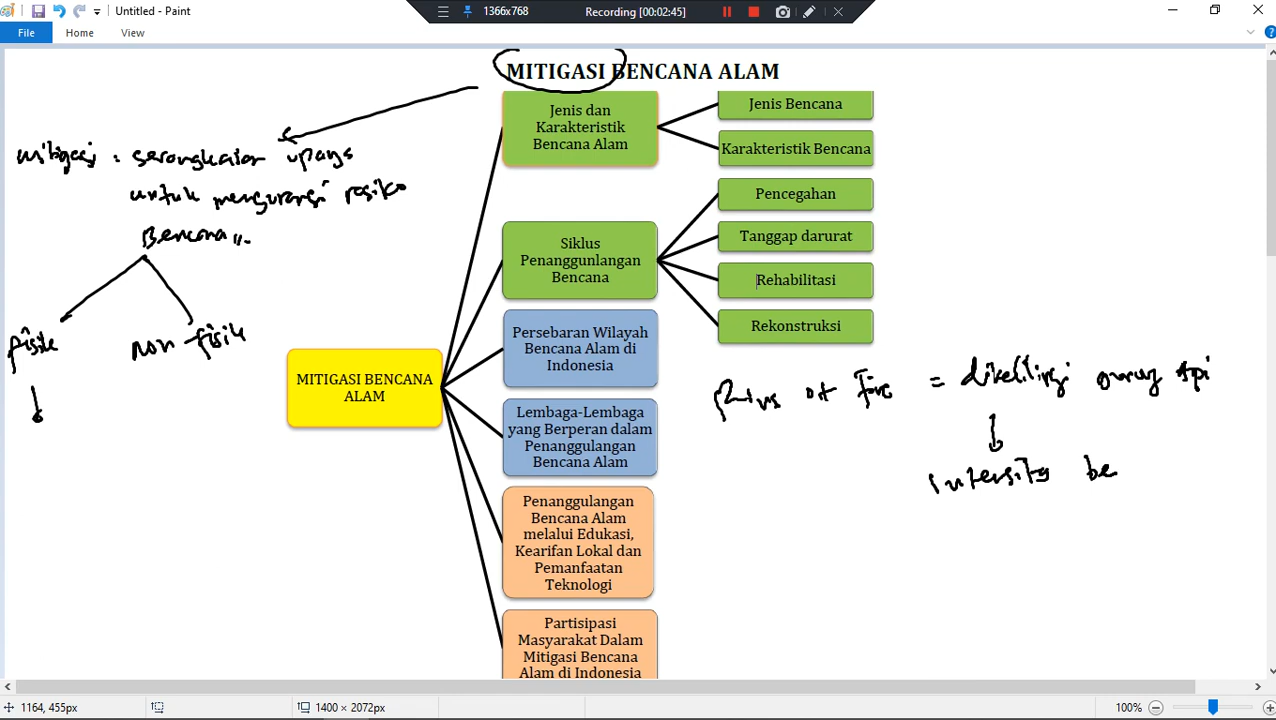 Untitled - Paint
1366x768
Recording [00:02:45]
File
Home
View
MITIGASI BENCANA ALAM
Jenis dan
Karakteristik
Bencana Alam
Jenis Bencana
Karakteristik Bencana
mitigasi : serangkaian upaya
untuk mengurangi resiko
Bencana
fisik
non-fisik
Siklus
Penanggunlangan
Bencana
Pencegahan
Tanggap darurat
Rehabilitasi
Rekonstruksi
MITIGASI BENCANA
ALAM
Persebaran Wilayah
Bencana Alam di
Indonesia
Lembaga-Lembaga
yang Berperan dalam
Penanggulangan
Bencana Alam
of fire = dikelilingi gunung api
intensity be
Penanggulangan
Bencana Alam
melalui Edukasi,
Kearifan Lokal dan
Pemanfaatan
Teknologi
Partisipasi
Masyarakat Dalam
Mitigasi Bencana
Alam di Indonesia
1164, 455px
1400 × 2072px
100%